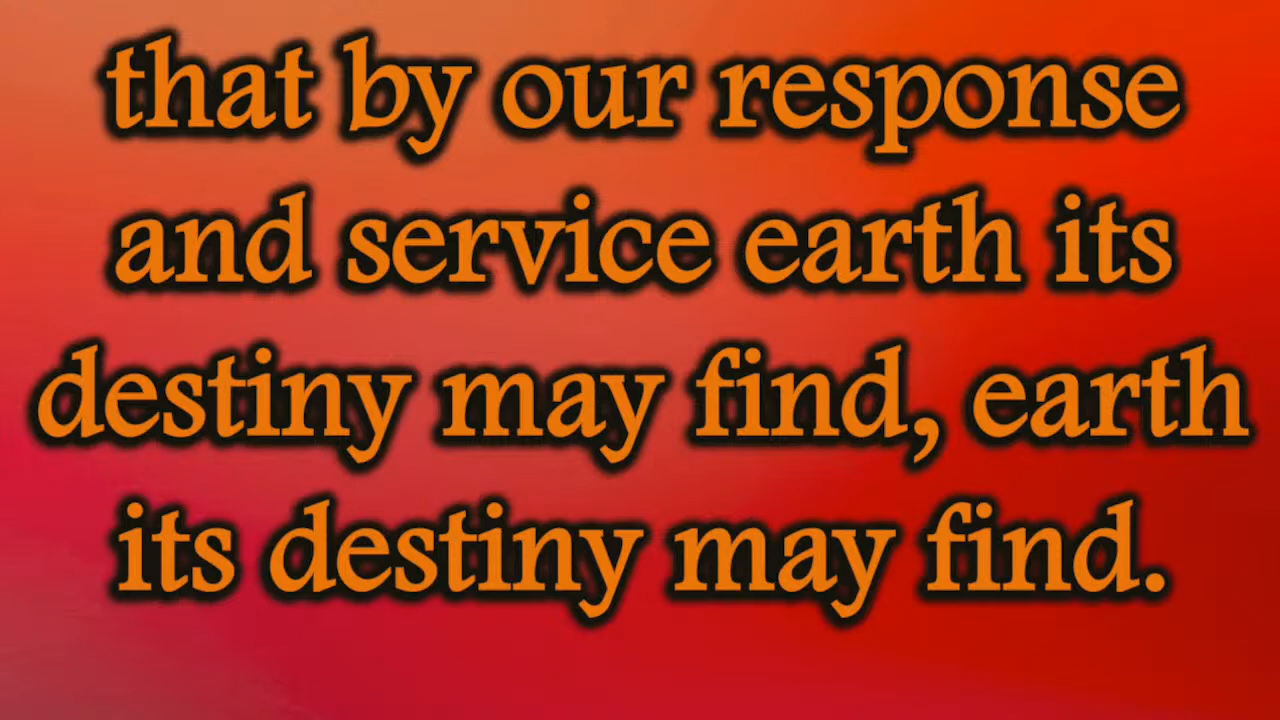 that by our response
and service earth its
destiny may find, earth
its destiny may find.